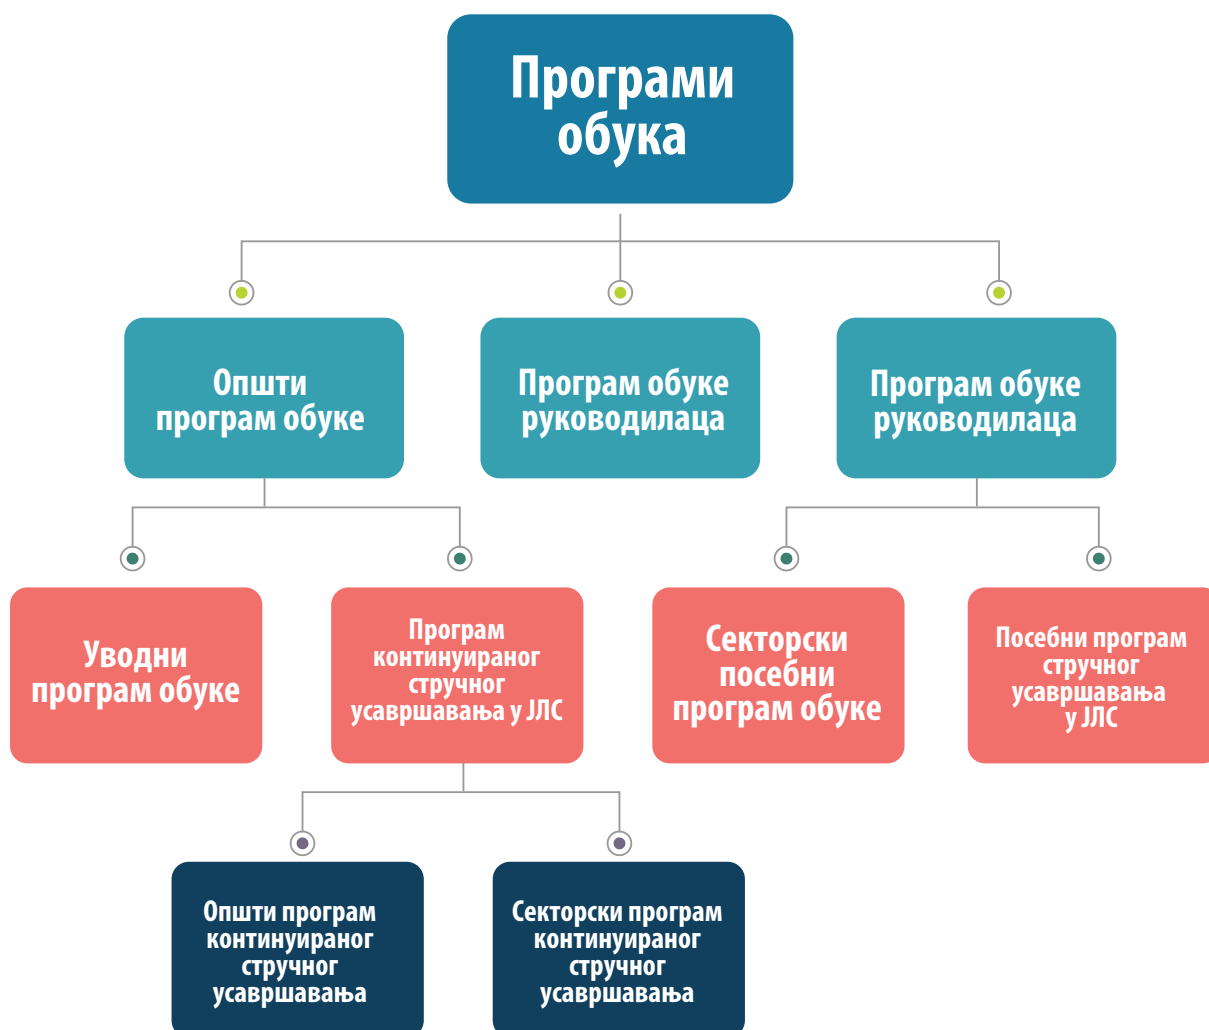 Програми
обука
Општи
програм обуке
Програм обуке
руководилаца
Програм обуке
руководилаца
Уводни
програм обуке
Програм
континуираног
стручног
усавршавања у ЈЛС
Секторски
посебни
програм обуке
Посебни програм
стручног
усавршавања
у ЈЛС
Општи програм
континуираног
стручног
усавршавања
Секторски програм
континуираног
стручног
усавршавања